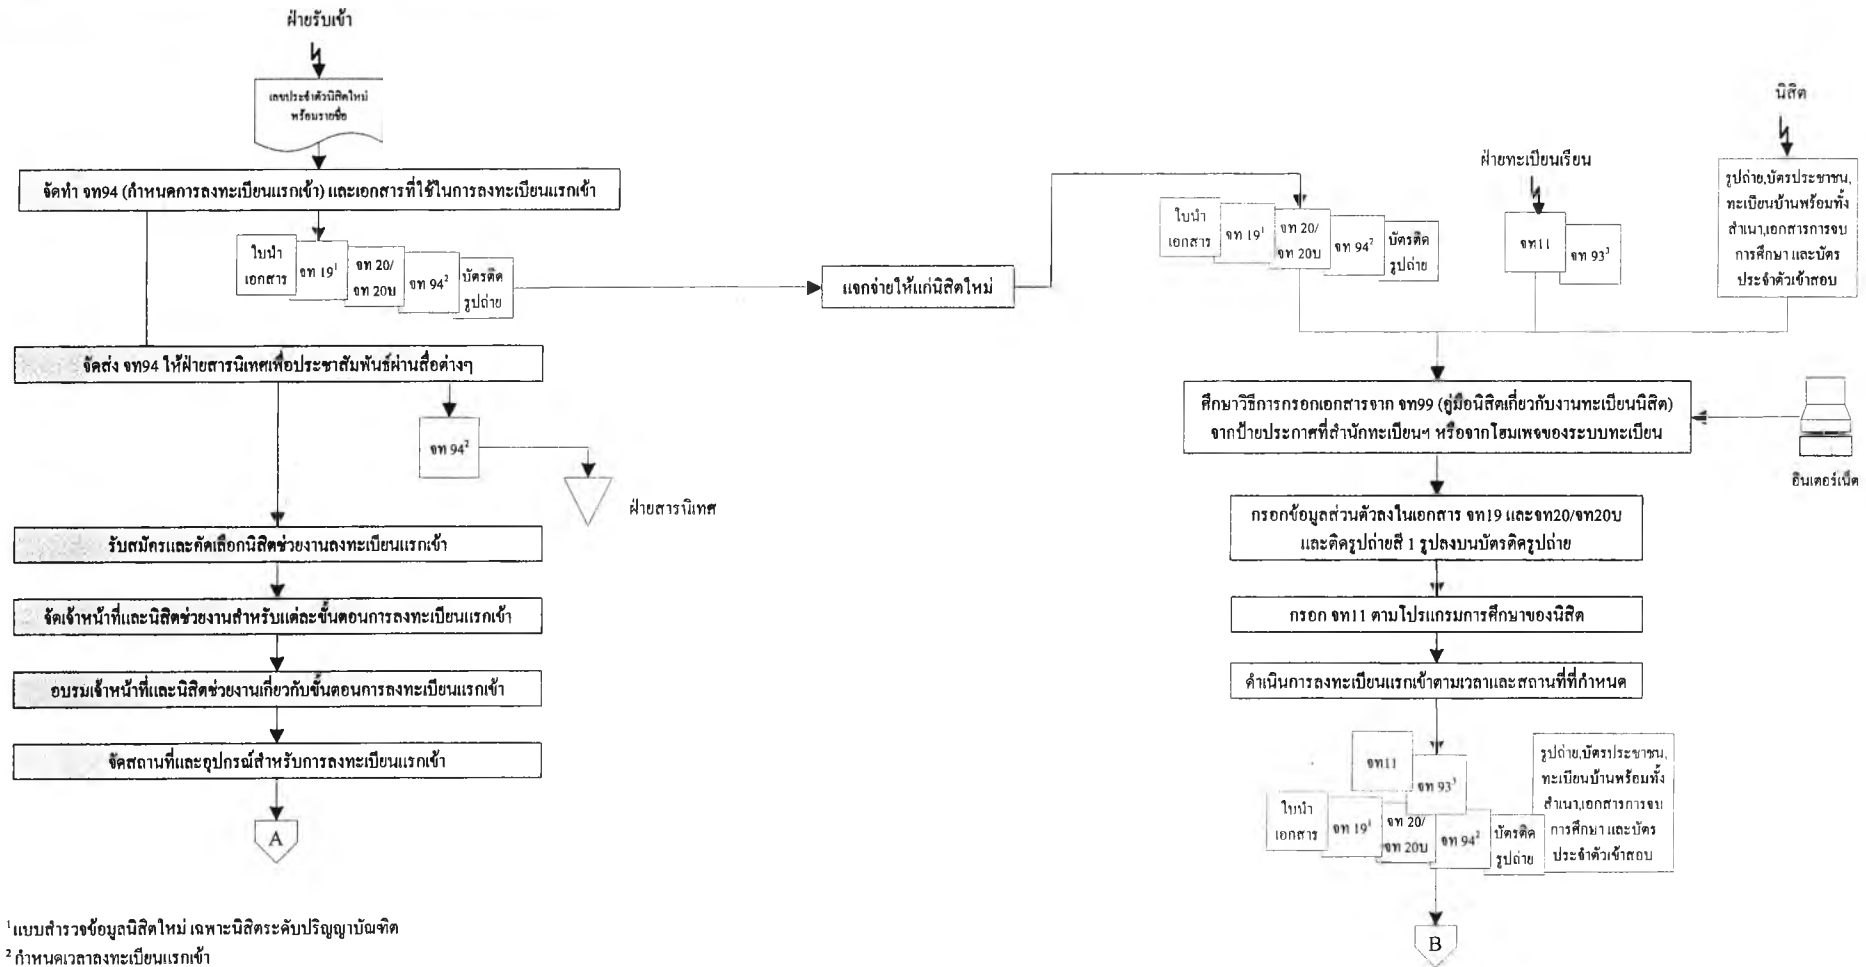 ฝ่ายรับเข้า
เลขประจำตัวนิสิตใหม่
พร้อมรายชื่อ
จัดทำ จท94 (กำหนดการลงทะเบียนแรกเข้า) และเอกสารที่ใช้ในการลงทะเบียนแรกเข้า
ใบนำ
เอกสาร
จท 19¹
จท 20/
จท 20บ
จท 94²
บัตรติด
รูปถ่าย
แจกจ่ายให้แก่นิสิตใหม่
จัดส่ง จท94 ให้ฝ่ายสารนิเทศเพื่อประชาสัมพันธ์ผ่านสื่อต่างๆ
จท 94²
ฝ่ายสารนิเทศ
รับสมัครและคัดเลือกนิสิตช่วยงานลงทะเบียนแรกเข้า
จัดเจ้าหน้าที่และนิสิตช่วยงานสำหรับแต่ละขั้นตอนการลงทะเบียนแรกเข้า
อบรมเจ้าหน้าที่และนิสิตช่วยงานเกี่ยวกับขั้นตอนการลงทะเบียนแรกเข้า
จัดสถานที่และอุปกรณ์สำหรับการลงทะเบียนแรกเข้า
A
ใบนำ
เอกสาร
จท 19¹
จท 20/
จท 20บ
จท 94²
บัตรติด
รูปถ่าย
ฝ่ายทะเบียนเรียน
จท11
จท 93³
นิสิต
รูปถ่าย,บัตรประชาชน,
ทะเบียนบ้านพร้อมทั้ง
สำเนา,เอกสารการจบ
การศึกษา และบัตร
ประจำตัวเข้าสอบ
ศึกษาวิธีการกรอกเอกสารจาก จท99 (คู่มือนิสิตเกี่ยวกับงานทะเบียนนิสิต)
จากป้ายประกาศที่สำนักทะเบียนฯ หรือจากโฮมเพจของระบบทะเบียน
อินเตอร์เน็ต
กรอกข้อมูลส่วนตัวลงในเอกสาร จท19 และจท20/จท20บ
และติดรูปถ่ายสี 1 รูปลงบนบัตรติดรูปถ่าย
กรอก จท11 ตามโปรแกรมการศึกษาของนิสิต
ดำเนินการลงทะเบียนแรกเข้าตามเวลาและสถานที่ที่กำหนด
จท11
จท 93³
ใบนำ
เอกสาร
จท 19¹
จท 20/
จท 20บ
จท 94²
บัตรติด
รูปถ่าย
รูปถ่าย,บัตรประชาชน,
ทะเบียนบ้านพร้อมทั้ง
สำเนา,เอกสารการจบ
การศึกษา และบัตร
ประจำตัวเข้าสอบ
B
¹ แบบสำรวจข้อมูลนิสิตใหม่ เฉพาะนิสิตระดับปริญญาบัณฑิต
² กำหนดเวลาลงทะเบียนแรกเข้า